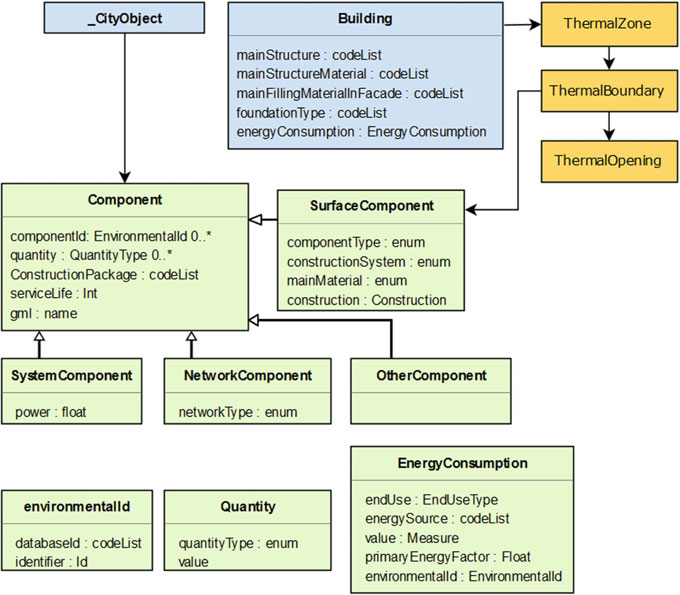 _CityObject
Building
mainStructure : codeList
mainStructureMaterial : codeList
mainFillingMaterialInFacade : codeList
foundationType : codeList
energyConsumption : EnergyConsumption
ThermalZone
ThermalBoundary
ThermalOpening
Component
componentId: EnvironmentalId 0..*
quantity : QuantityType 0..*
ConstructionPackage : codeList
serviceLife : Int
gml : name
SurfaceComponent
componentType : enum
constructionSystem : enum
mainMaterial : enum
construction : Construction
SystemComponent
power : float
NetworkComponent
networkType : enum
OtherComponent
environmentalId
databaseId : codeList
identifier : Id
Quantity
quantityType : enum
value
EnergyConsumption
endUse : EndUseType
energySource : codeList
value : Measure
primaryEnergyFactor : Float
environmentalId : EnvironmentalId